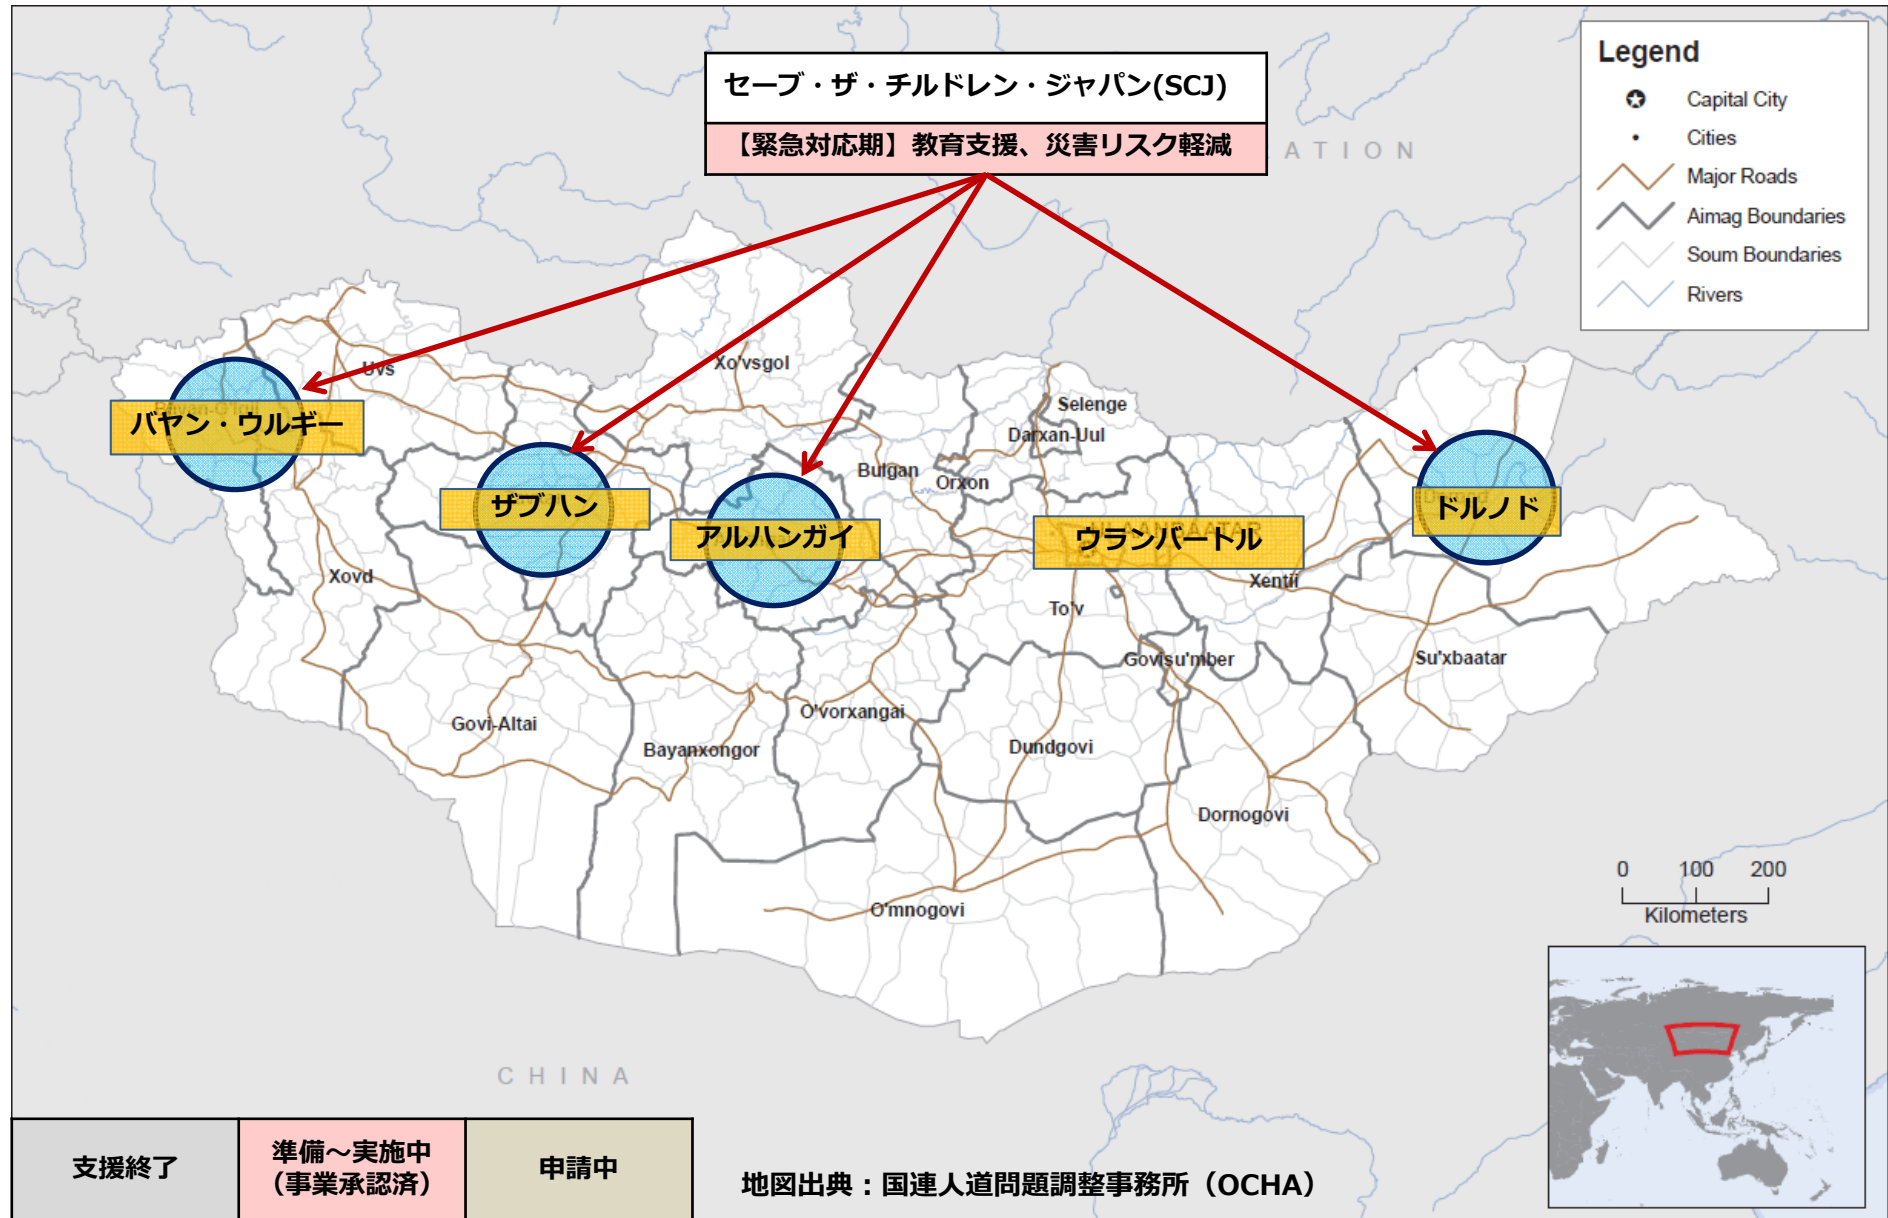 セーブ・ザ・チルドレン・ジャパン(SCJ)
【緊急対応期】教育支援、災害リスク軽減
ATION
Legend
Capital City
Cities
Major Roads
Aimag Boundaries
Soum Boundaries
Rivers
Uvs
Xo'vsgol
Selenge
Darxan-Uul
Bulgan
Orxon
バヤン・ウルギー
ザブハン
アルハンガイ
ウランバートル
ドルノド
Xovd
Xentii
To'v
Govisu'mber
Su'xbaatar
Govi-Altai
O'vorxangai
Bayanxongor
Dundgovi
Dornogovi
O'mnogovi
0 100 200
Kilometers
CHINA
支援終了
準備～実施中
（事業承認済）
申請中
地図出典：国連人道問題調整事務所（OCHA）